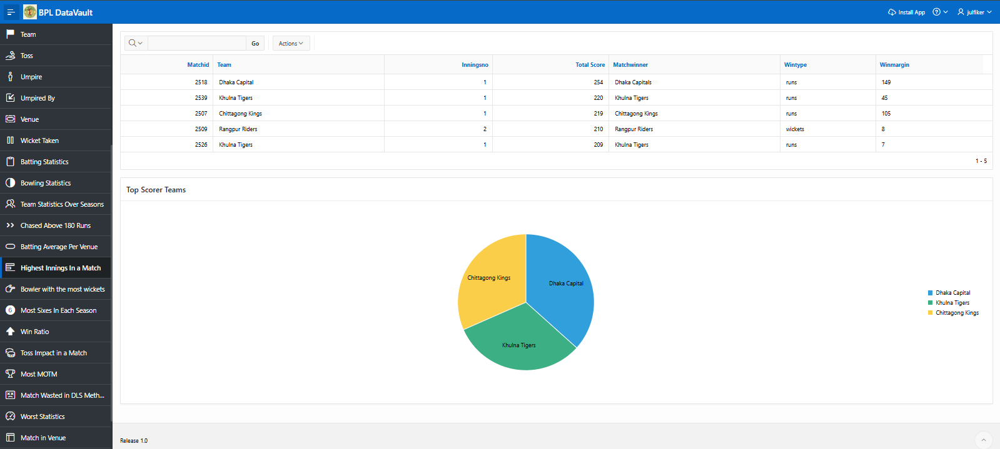 BPL DataVault
Install App
julfiker
Team
Toss
Umpire
Umpired By
Venue
Wicket Taken
Batting Statistics
Bowling Statistics
Team Statistics Over Seasons
Chased Above 180 Runs
Batting Average Per Venue
Highest Innings In a Match
Bowler with the most wickets
6 Most Sixes In Each Season
Win Ratio
Toss Impact in a Match
Most MOTM
Match Wasted in DLS Meth...
Worst Statistics
Match in Venue
Go Actions
Matchid Team Inningsno Total Score Matchwinner Wintype Winmargin
2518 Dhaka Capital 1 254 Dhaka Capitals runs 149
2539 Khulna Tigers 1 220 Khulna Tigers runs 45
2507 Chittagong Kings 1 219 Chittagong Kings runs 105
2509 Rangpur Riders 2 210 Rangpur Riders wickets 8
2526 Khulna Tigers 1 209 Khulna Tigers runs 7
1 - 5
Top Scorer Teams
Chittagong Kings
Dhaka Capital
Khulna Tigers
Dhaka Capital
Khulna Tigers
Chittagong Kings
Release 1.0